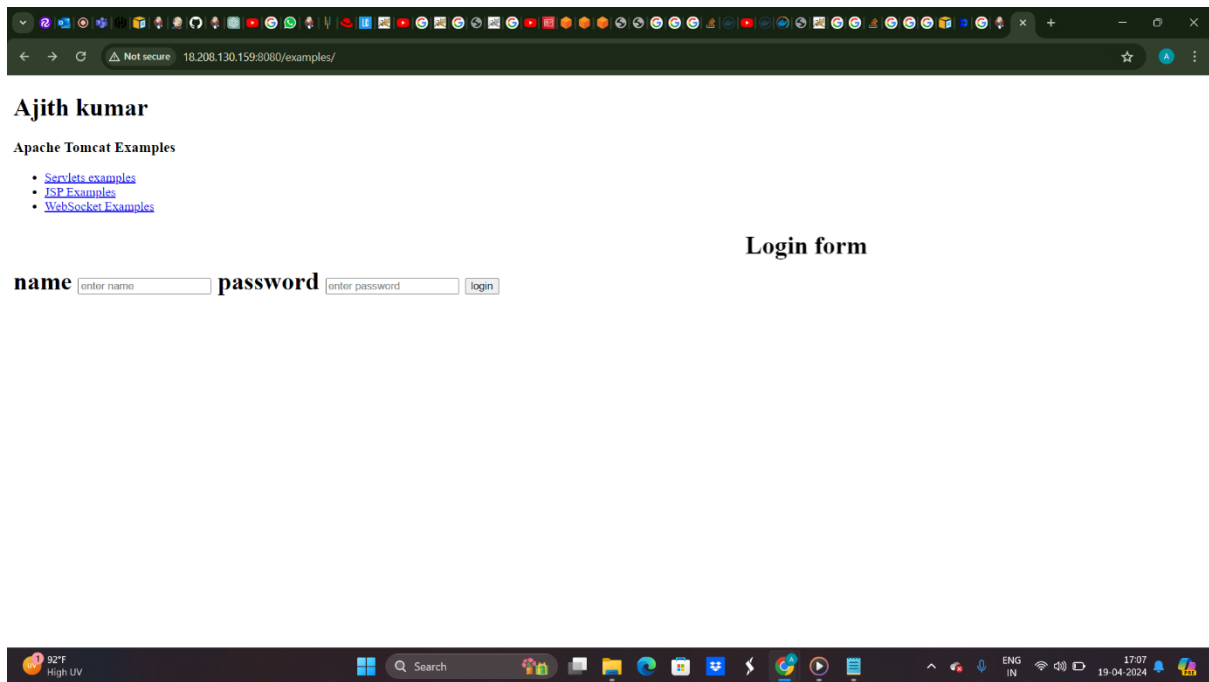 Not secure 18.208.130.159:8080/examples/ A
Ajith kumar
Apache Tomcat Examples
Servlets examples
JSP Examples
WebSocket Examples
Login form
name enter name password enter password login
92°F
High UV
Search
ENG
IN
17:07
19-04-2024